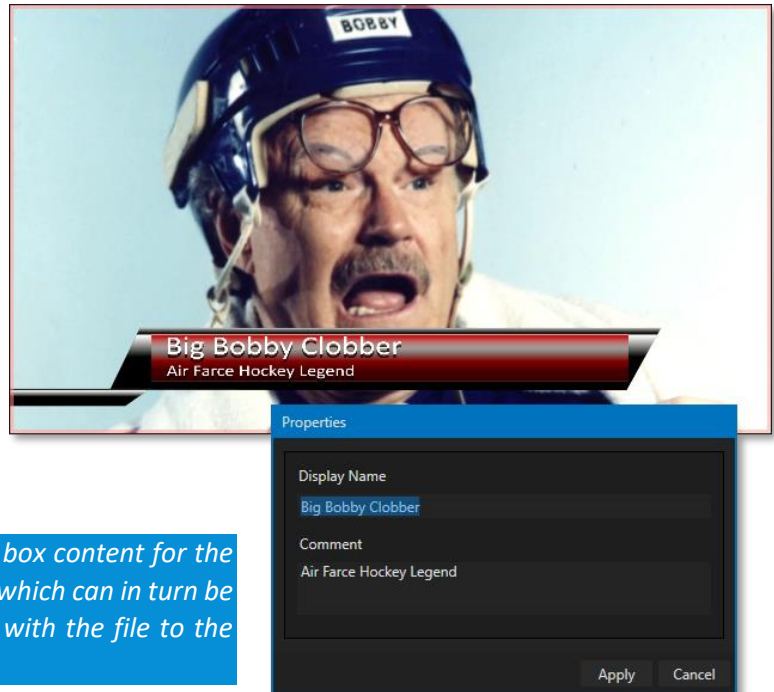 BOBBY
Big Bobby Clobber
Air Farce Hockey Legend
Properties
Display Name
Big Bobby Clobber
Comment
Air Farce Hockey Legend
Apply Cancel
box content for the
which can in turn be
with the file to the